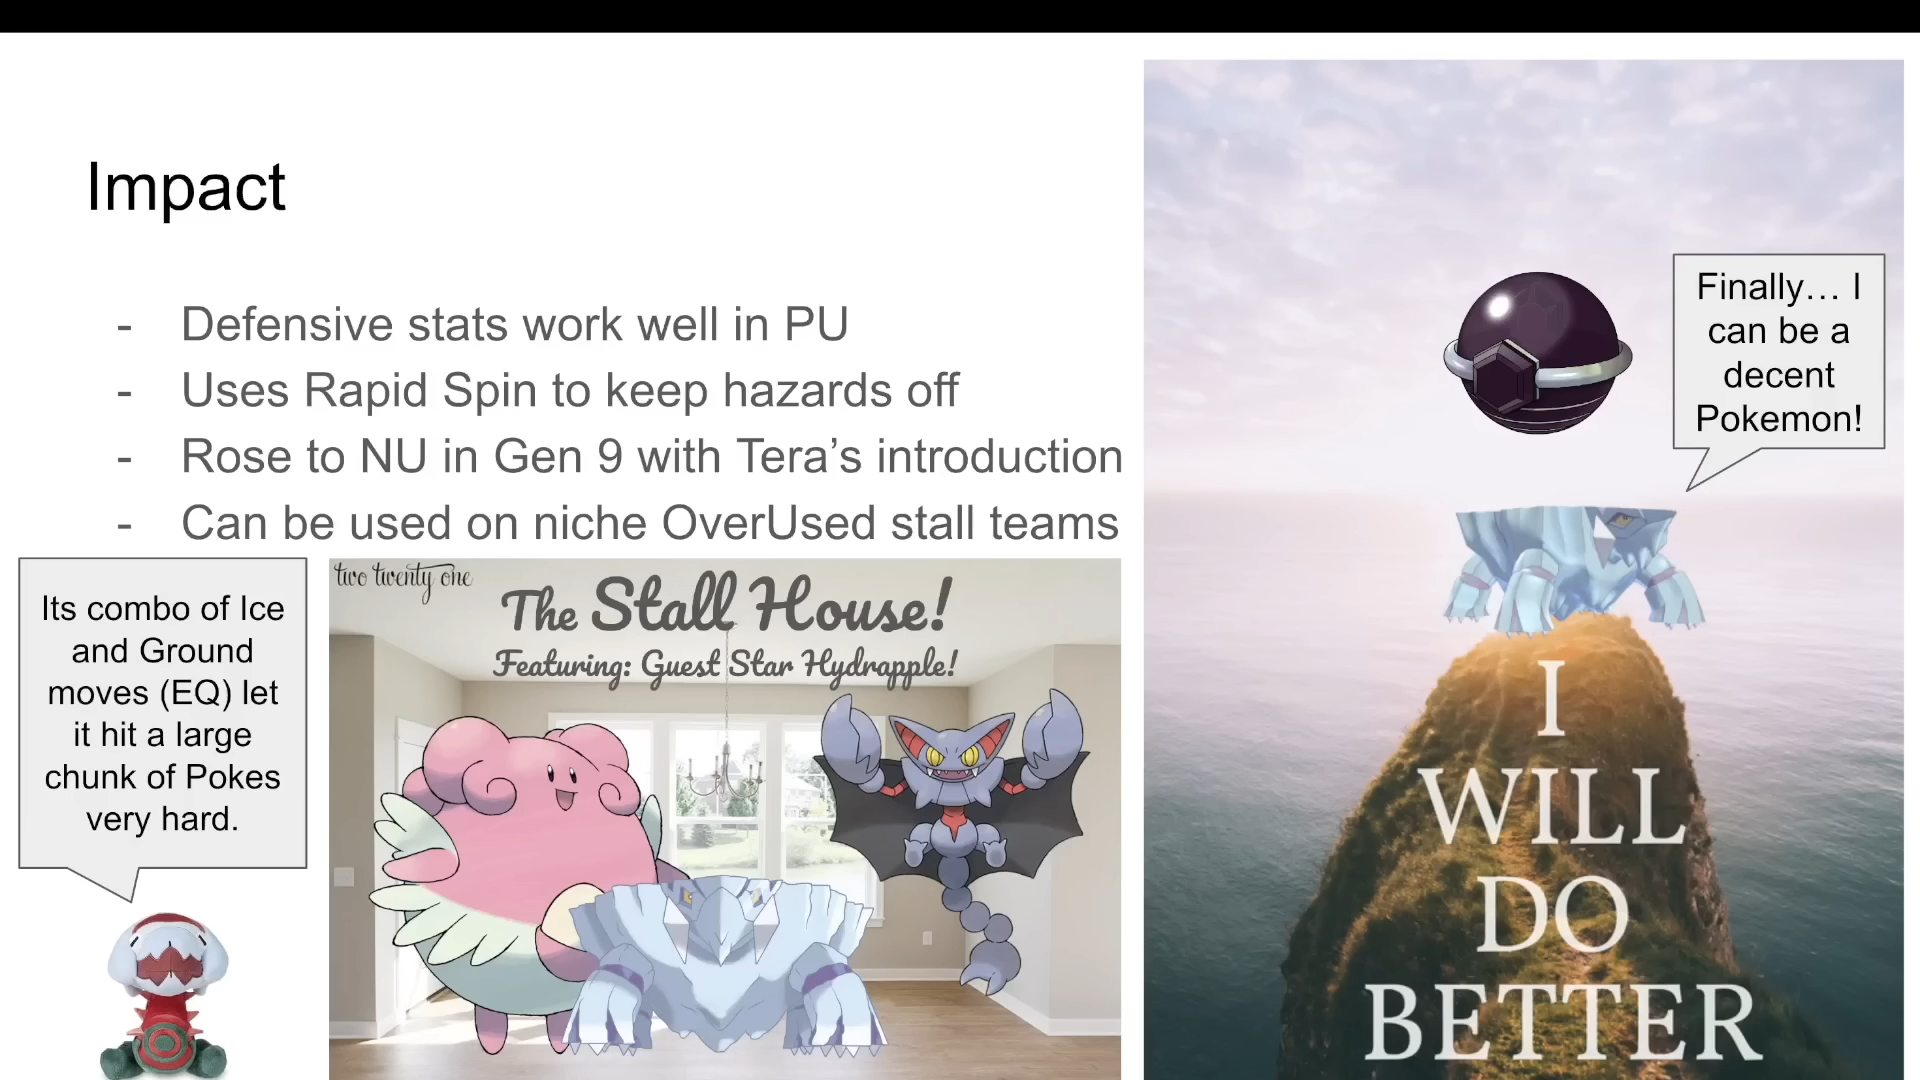 Impact
- Defensive stats work well in PU
- Uses Rapid Spin to keep hazards off
- Rose to NU in Gen 9 with Tera’s introduction
- Can be used on niche OverUsed stall teams
Its combo of Ice
and Ground
moves (EQ) let
it hit a large
chunk of Pokes
very hard.
two twenty one
The Stall House!
Featuring: Guest Star Hydrapple!
Finally… I
can be a
decent
Pokemon!
I
WILL
DO
BETTER